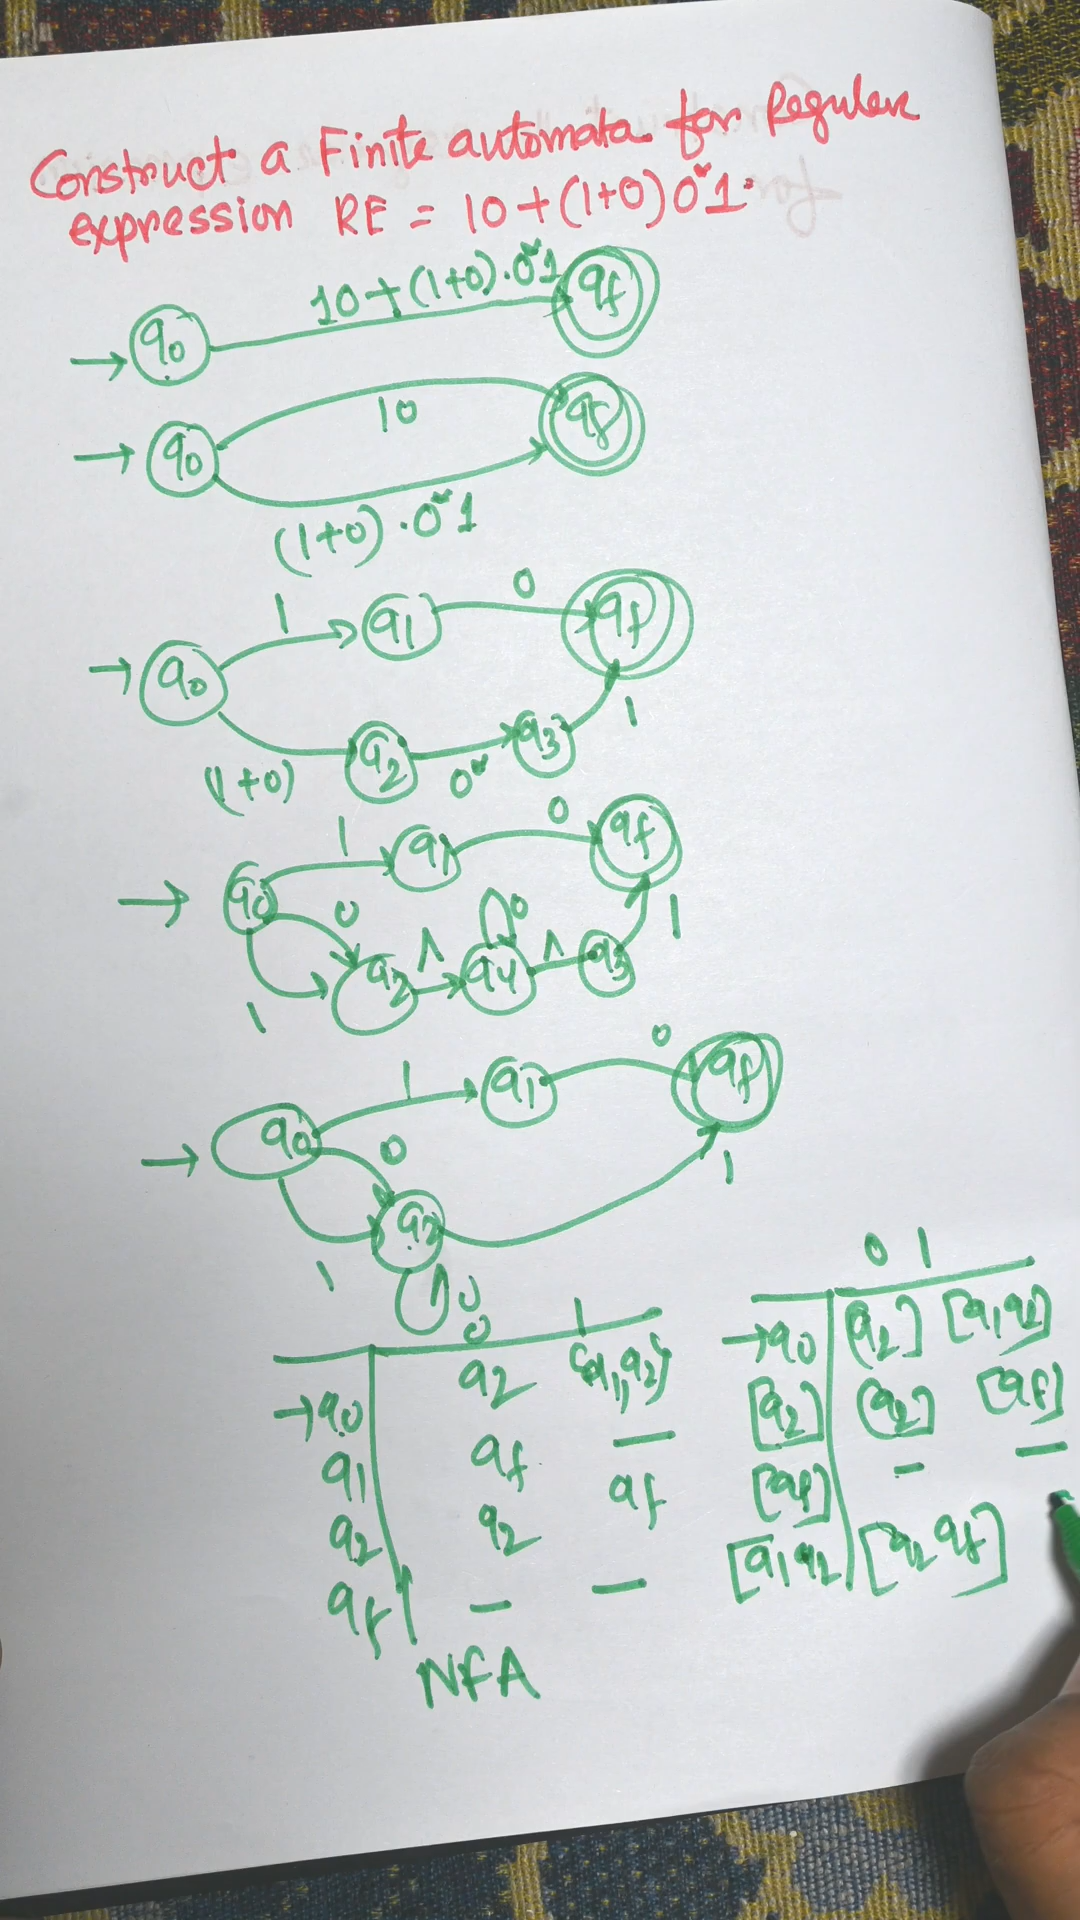 Construct a Finite automata for Regular
expression RE = 10+(1+0)0*1.
10+(1+0).0*1
q0 qf
10
q0 qf
(1+0).0*1
1 q1 0 qf
q0
(1+0) q2 0* q3 1
1 q1 0 qf
q0 0
1 q2 ^ q4 0 ^ q3 1
1 q1 0 qf
q0 0
1 q2 1
0
0 1
→q0 q2 {q1,q2}
q1 qf —
q2 q2 qf
qf — —
NFA
0 1
→q0 [q2] [q1q2]
[q2] [q2] [qf]
[qf] — —
[q1q2] [q2 qf]